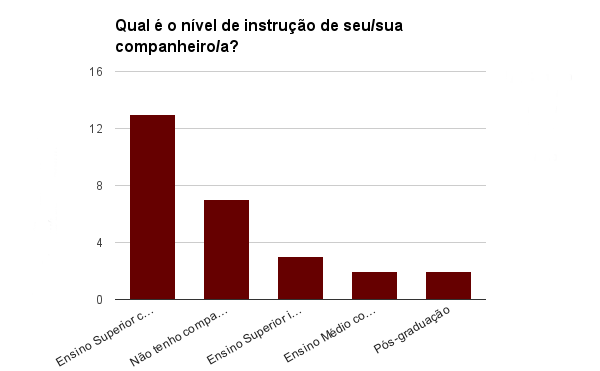 Qual é o nível de instrução de seu/sua
companheiro/a?
16
12
8
4
0
Ensino Superior c...
Não tenho compa...
Ensino Superior i...
Ensino Médio co...
Pós-graduação